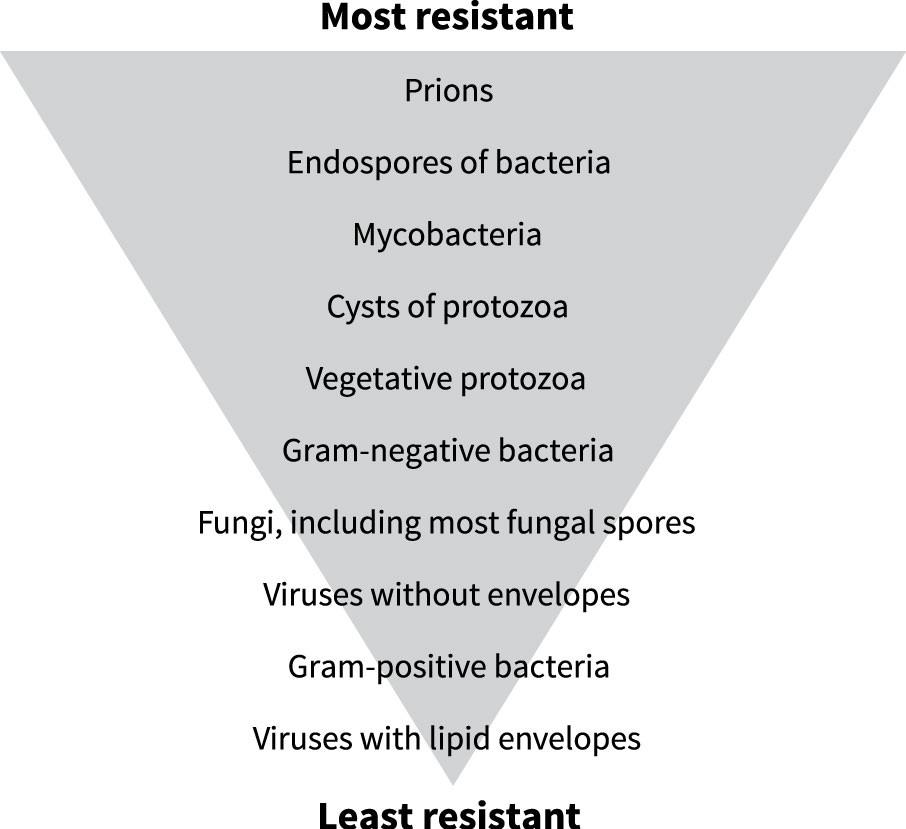 Most resistant
Prions
Endospores of bacteria
Mycobacteria
Cysts of protozoa
Vegetative protozoa
Gram-negative bacteria
Fungi, including most fungal spores
Viruses without envelopes
Gram-positive bacteria
Viruses with lipid envelopes
Least resistant